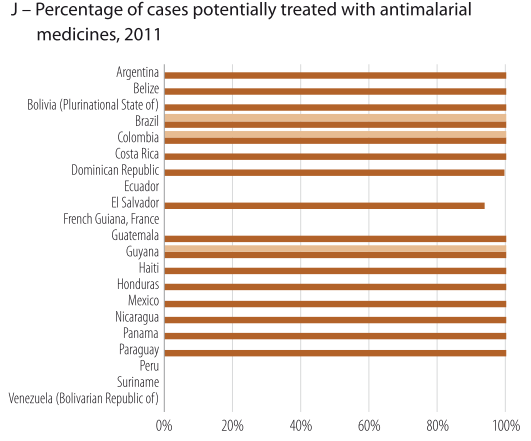 J – Percentage of cases potentially treated with antimalarial
medicines, 2011
Argentina
Belize
Bolivia (Plurinational State of)
Brazil
Colombia
Costa Rica
Dominican Republic
Ecuador
El Salvador
French Guiana, France
Guatemala
Guyana
Haiti
Honduras
Mexico
Nicaragua
Panama
Paraguay
Peru
Suriname
Venezuela (Bolivarian Republic of)
0% 20% 40% 60% 80% 100%